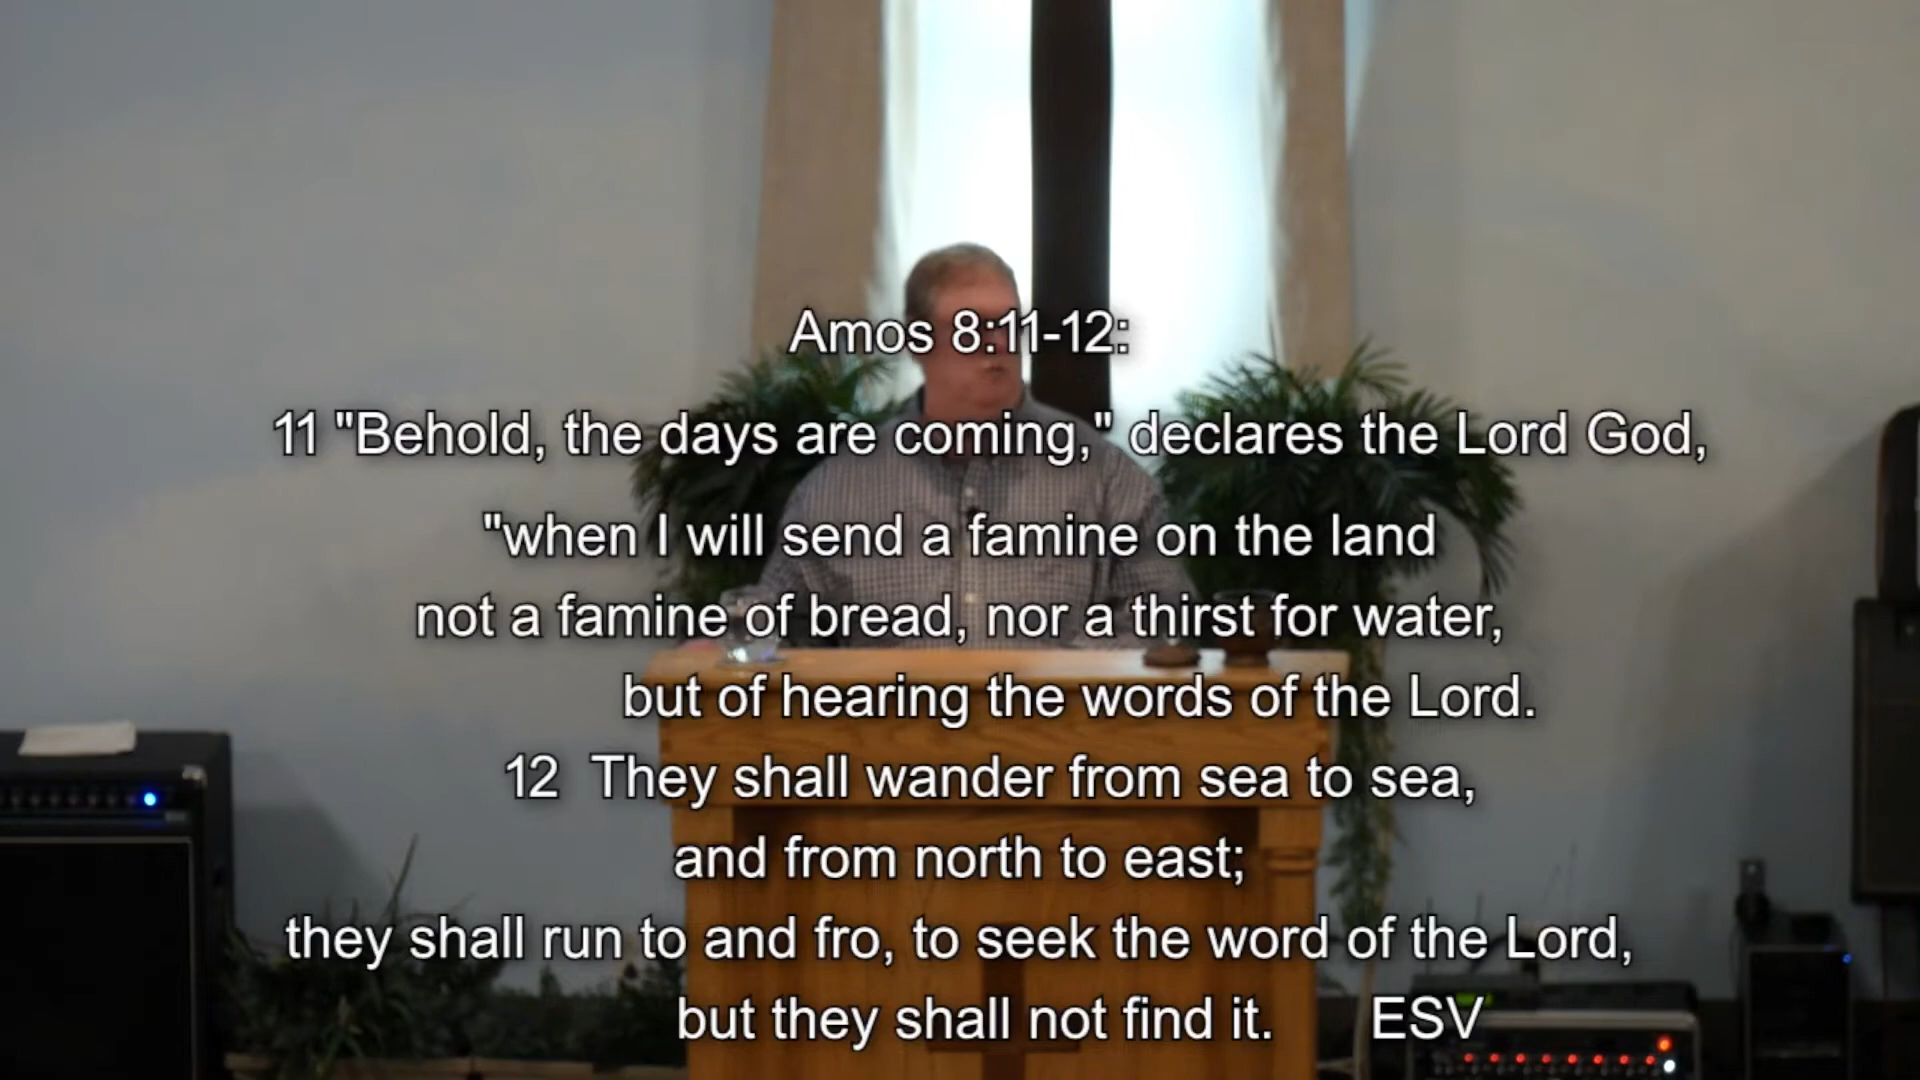 Amos 8:11-12:
11 "Behold, the days are coming," declares the Lord God,
"when I will send a famine on the land
not a famine of bread, nor a thirst for water,
but of hearing the words of the Lord.
12 They shall wander from sea to sea,
and from north to east;
they shall run to and fro, to seek the word of the Lord,
but they shall not find it. ESV